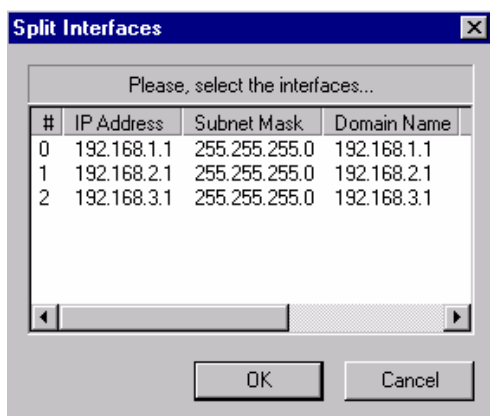 Split Interfaces
Please, select the interfaces...
# IP Address Subnet Mask Domain Name
0 192.168.1.1 255.255.255.0 192.168.1.1
1 192.168.2.1 255.255.255.0 192.168.2.1
2 192.168.3.1 255.255.255.0 192.168.3.1
OK Cancel